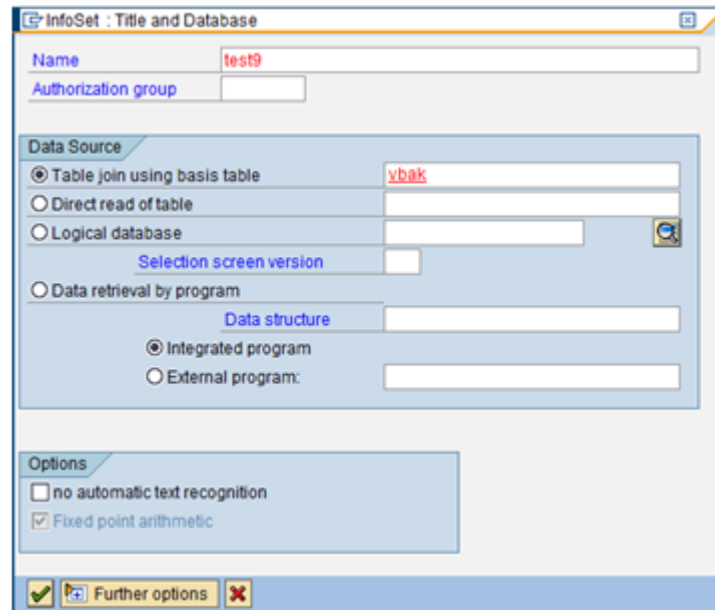 InfoSet : Title and Database
Name test9
Authorization group
Data Source
Table join using basis table vbak
Direct read of table
Logical database
Selection screen version
Data retrieval by program
Data structure
Integrated program
External program:
Options
no automatic text recognition
Fixed point arithmetic
Further options